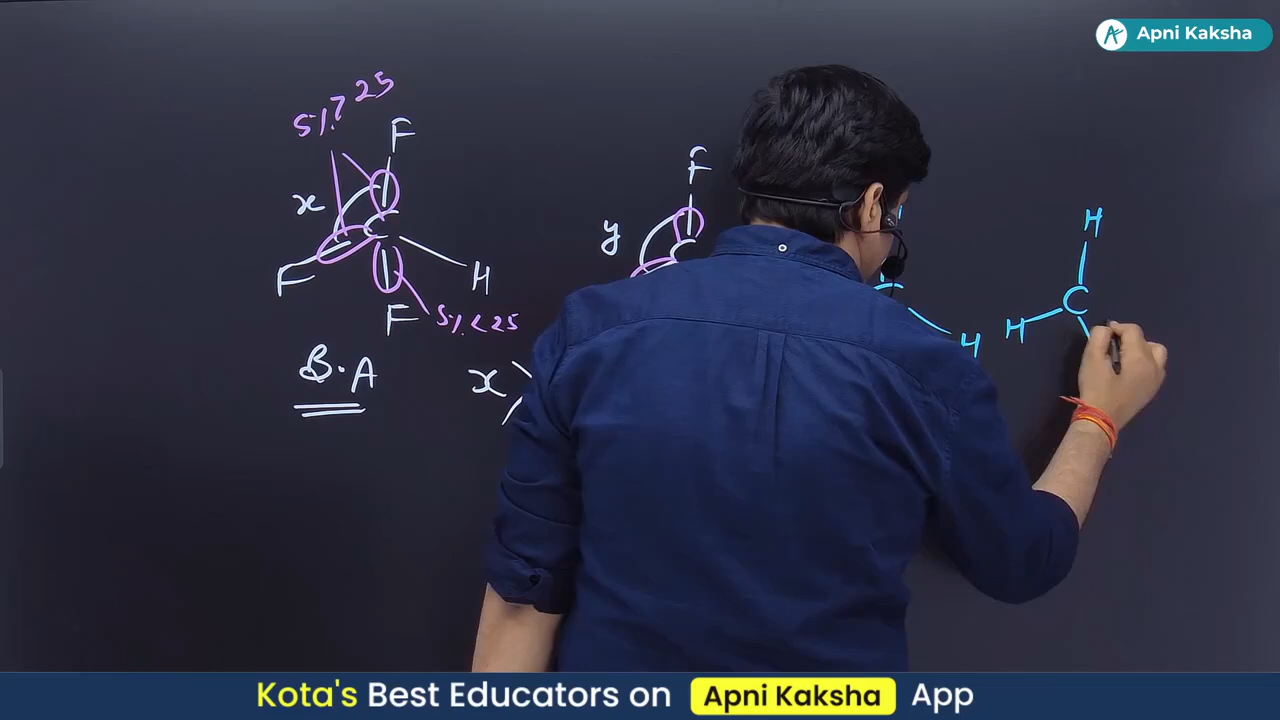 Apni Kaksha
S%? 25
F
x
C
F
H
F
S%<25
B.A
x
F
y
C
H
H
C
H
Kota's Best Educators on Apni Kaksha App